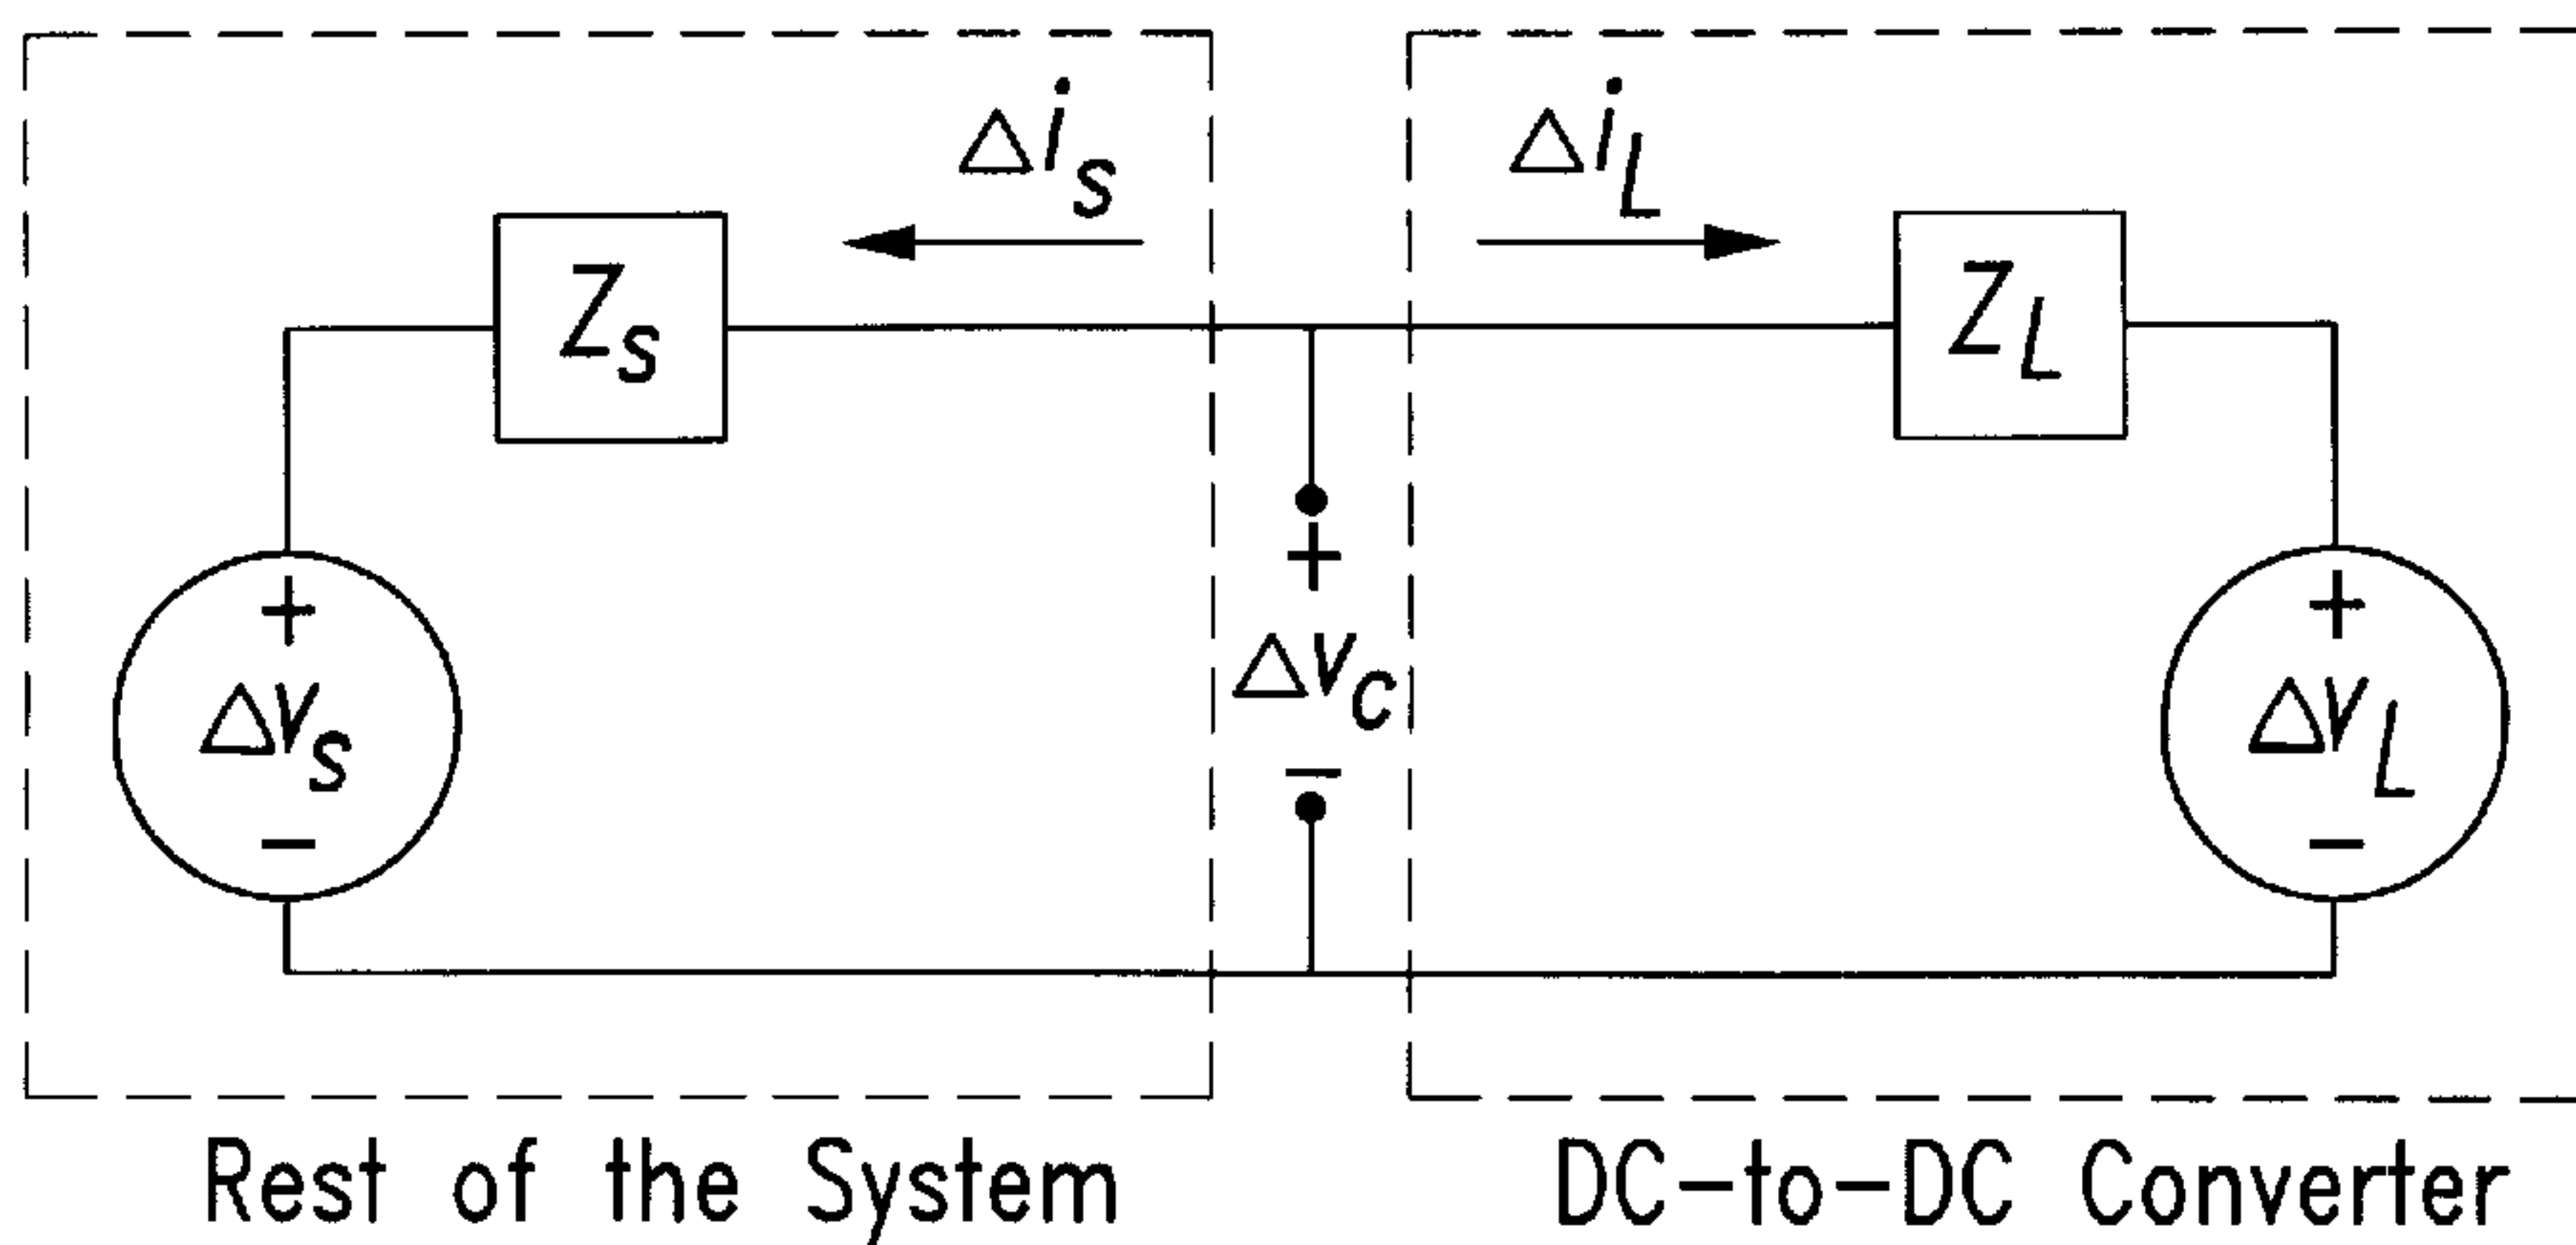 Δi_s Δi_L
Z_s Z_L
+ + +
Δv_s Δv_c Δv_L
− − −
Rest of the System DC-to-DC Converter